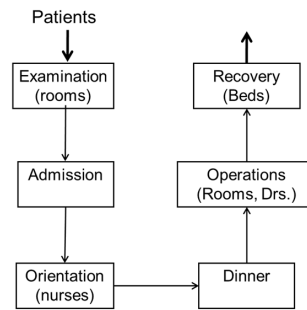 Patients
Examination
(rooms)
Admission
Orientation
(nurses)
Dinner
Operations
(Rooms, Drs.)
Recovery
(Beds)